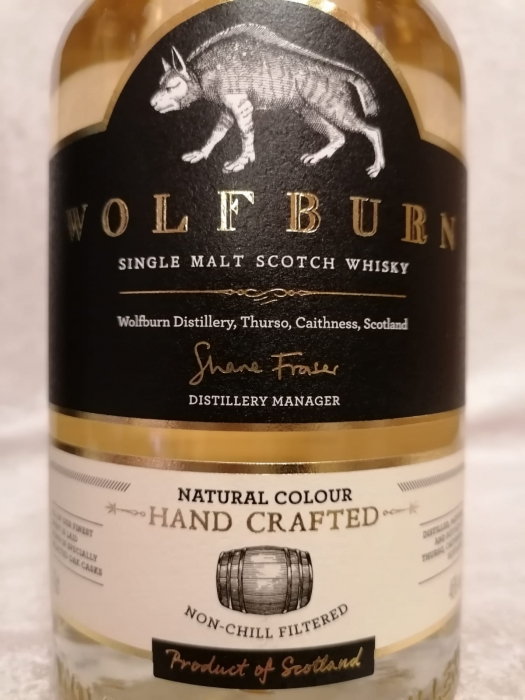 WOLFBURN
SINGLE MALT SCOTCH WHISKY
Wolfburn Distillery, Thurso, Caithness, Scotland
Shane Fraser
DISTILLERY MANAGER
NATURAL COLOUR
HAND CRAFTED
NON-CHILL FILTERED
Product of Scotland